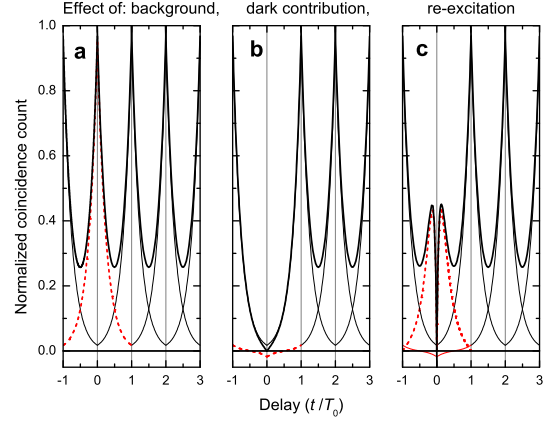 Effect of: background, dark contribution, re-excitation
a b c
Normalized coincidence count
1.0
0.8
0.6
0.4
0.2
0.0
-1 0 1 2 3 -1 0 1 2 3 -1 0 1 2 3
Delay (t/T0)